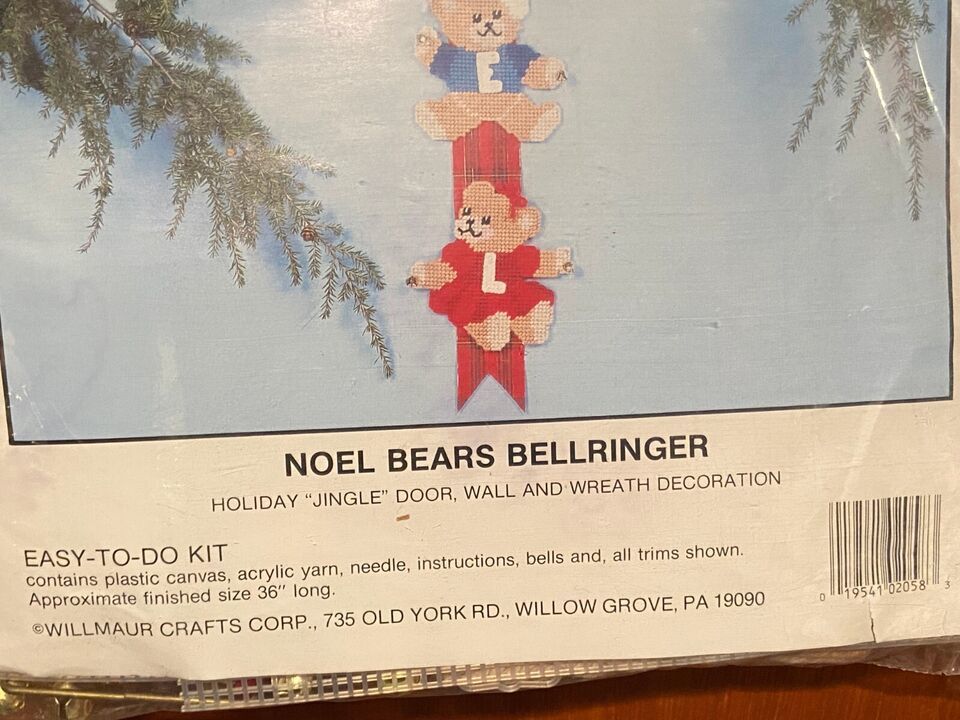 E
L
NOEL BEARS BELLRINGER
HOLIDAY "JINGLE" DOOR, WALL AND WREATH DECORATION
EASY-TO-DO KIT
contains plastic canvas, acrylic yarn, needle, instructions, bells and, all trims shown.
Approximate finished size 36" long.
©WILLMAUR CRAFTS CORP., 735 OLD YORK RD., WILLOW GROVE, PA 19090
0 19541 02058 3